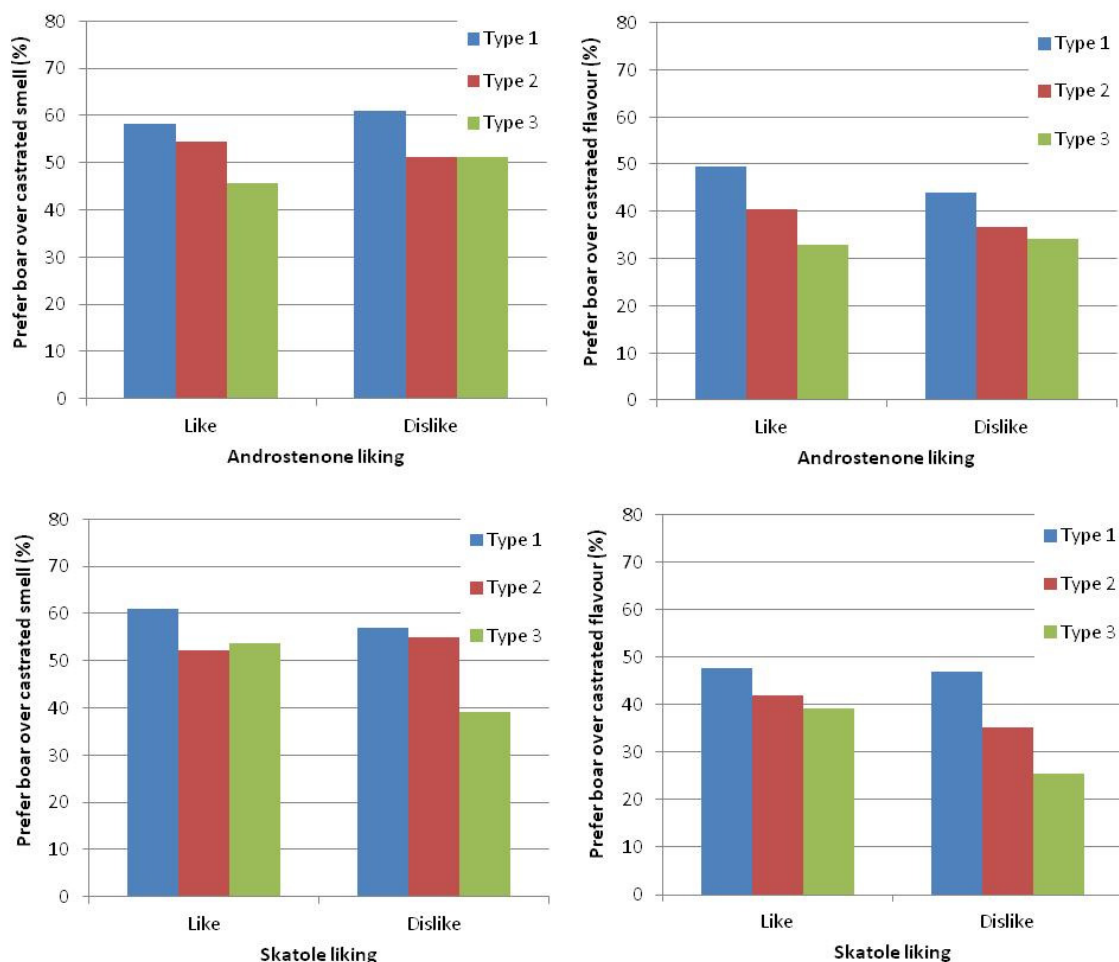 Prefer boar over castrated smell (%)
80
70
60
50
40
30
20
10
0
Type 1
Type 2
Type 3
Like
Dislike
Androstenone liking
Prefer boar over castrated flavour (%)
80
70
60
50
40
30
20
10
0
Type 1
Type 2
Type 3
Like
Dislike
Androstenone liking
Prefer boar over castrated smell (%)
80
70
60
50
40
30
20
10
0
Type 1
Type 2
Type 3
Like
Dislike
Skatole liking
Prefer boar over castrated flavour (%)
80
70
60
50
40
30
20
10
0
Type 1
Type 2
Type 3
Like
Dislike
Skatole liking